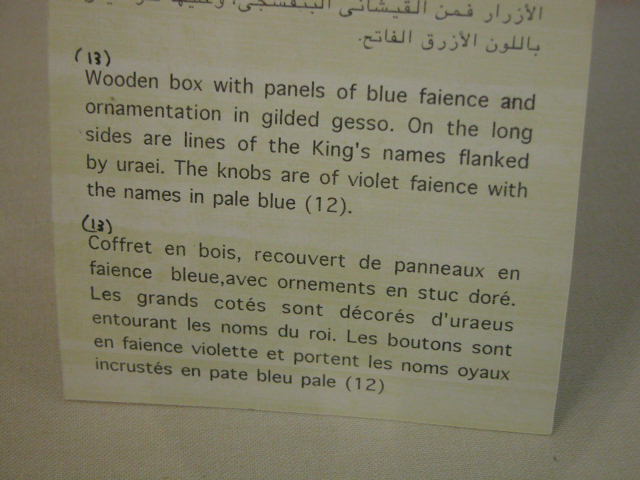 الأزرار فمن القيشانى البنفسجى، وعليها
باللون الأزرق الفاتح.
(13)
Wooden box with panels of blue faience and
ornamentation in gilded gesso. On the long
sides are lines of the King's names flanked
by uraei. The knobs are of violet faience with
the names in pale blue (12).
(13)
Coffret en bois, recouvert de panneaux en
faience bleue,avec ornements en stuc doré.
Les grands cotés sont décorés d'uraeus
entourant les noms du roi. Les boutons sont
en faience violette et portent les noms oyaux
incrustés en pate bleu pale (12)